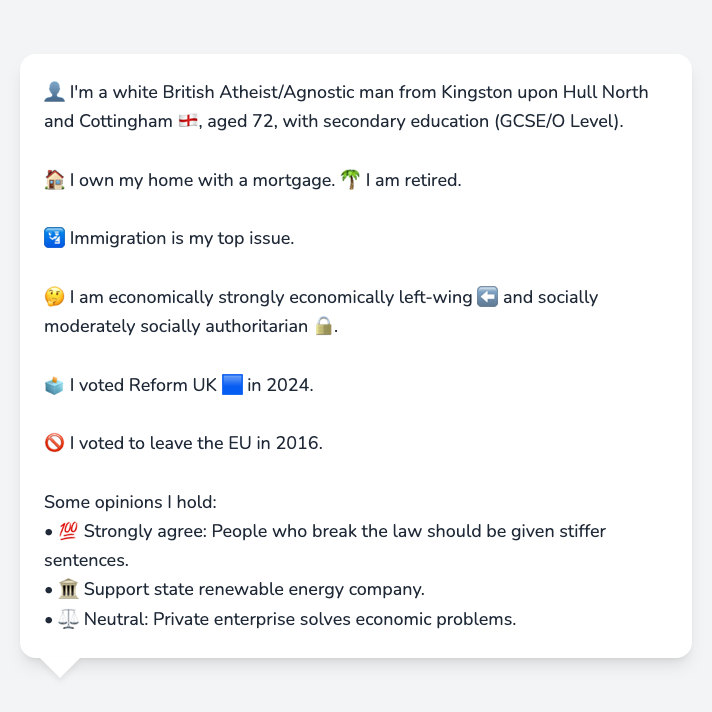 👤 I'm a white British Atheist/Agnostic man from Kingston upon Hull North
and Cottingham 🏴󠁧󠁢󠁥󠁮󠁧󠁿, aged 72, with secondary education (GCSE/O Level).
🏠 I own my home with a mortgage. 🌴 I am retired.
🛂 Immigration is my top issue.
🤔 I am economically strongly economically left-wing ⬅️ and socially
moderately socially authoritarian 🔒.
🗳️ I voted Reform UK 🟦 in 2024.
🚫 I voted to leave the EU in 2016.
Some opinions I hold:
• 💯 Strongly agree: People who break the law should be given stiffer
sentences.
• 🏛️ Support state renewable energy company.
• ⚖️ Neutral: Private enterprise solves economic problems.